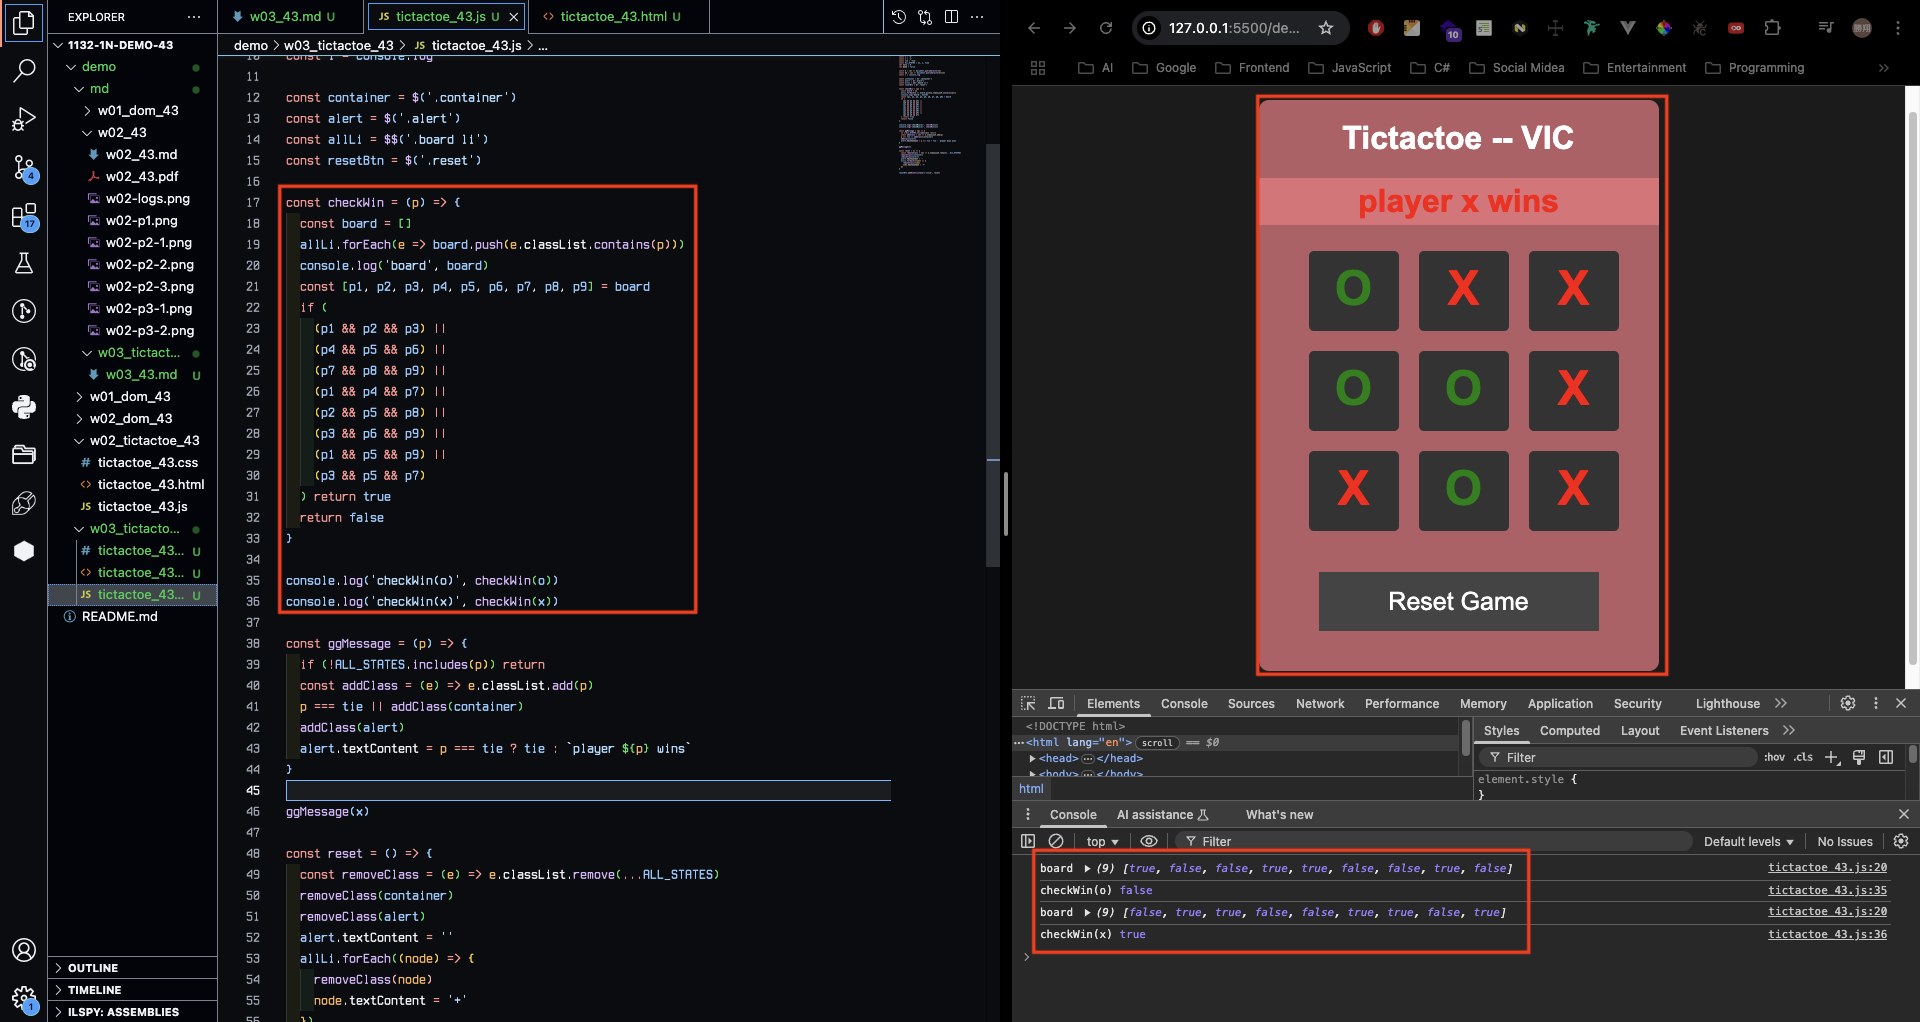 EXPLORER
1132-1N-DEMO-43
demo
md
w01_dom_43
w02_43
w02_43.md
w02_43.pdf
w02-logs.png
w02-p1.png
w02-p2-1.png
w02-p2-2.png
w02-p2-3.png
w02-p3-1.png
w02-p3-2.png
w03_tictact...
w03_43.md U
w01_dom_43
w02_dom_43
w02_tictactoe_43
# tictactoe_43.css
<> tictactoe_43.html
JS tictactoe_43.js
w03_tictacto...
# tictactoe_43... U
<> tictactoe_43... U
JS tictactoe_43... U
README.md
OUTLINE
TIMELINE
ILSPY: ASSEMBLIES
4
17
1
w03_43.md U
JS tictactoe_43.js U
<> tictactoe_43.html U
demo > w03_tictactoe_43 > JS tictactoe_43.js > ...
11
12 const container = $('.container')
13 const alert = $('.alert')
14 const allLi = $$('.board li')
15 const resetBtn = $('.reset')
16
17 const checkWin = (p) => {
18 const board = []
19 allLi.forEach(e => board.push(e.classList.contains(p)))
20 console.log('board', board)
21 const [p1, p2, p3, p4, p5, p6, p7, p8, p9] = board
22 if (
23 (p1 && p2 && p3) ||
24 (p4 && p5 && p6) ||
25 (p7 && p8 && p9) ||
26 (p1 && p4 && p7) ||
27 (p2 && p5 && p8) ||
28 (p3 && p6 && p9) ||
29 (p1 && p5 && p9) ||
30 (p3 && p5 && p7)
31 ) return true
32 return false
33 }
34
35 console.log('checkWin(o)', checkWin(o))
36 console.log('checkWin(x)', checkWin(x))
37
38 const ggMessage = (p) => {
39 if (!ALL_STATES.includes(p)) return
40 const addClass = (e) => e.classList.add(p)
41 p === tie || addClass(container)
42 addClass(alert)
43 alert.textContent = p === tie ? tie : `player ${p} wins`
44 }
45
46 ggMessage(x)
47
48 const reset = () => {
49 const removeClass = (e) => e.classList.remove(...ALL_STATES)
50 removeClass(container)
51 removeClass(alert)
52 alert.textContent = ''
53 allLi.forEach((node) => {
54 removeClass(node)
55 node.textContent = '+'
56 })
127.0.0.1:5500/de...
10
AI
Google
Frontend
JavaScript
C#
Social Midea
Entertainment
Programming
Tictactoe -- VIC
player x wins
O X X
O O X
X O X
Reset Game
Elements Console Sources Network Performance Memory Application Security Lighthouse
<!DOCTYPE html>
<html lang="en"> scroll == $0
<head> ... </head>
<body> ... </body>
html
Styles Computed Layout Event Listeners
Filter :hov .cls
element.style {
}
Console AI assistance What's new
top Filter Default levels No Issues
board (9) [true, false, false, true, true, false, false, true, false] tictactoe_43.js:20
checkWin(o) false tictactoe_43.js:35
board (9) [false, true, true, false, false, true, true, false, true] tictactoe_43.js:20
checkWin(x) true tictactoe_43.js:36